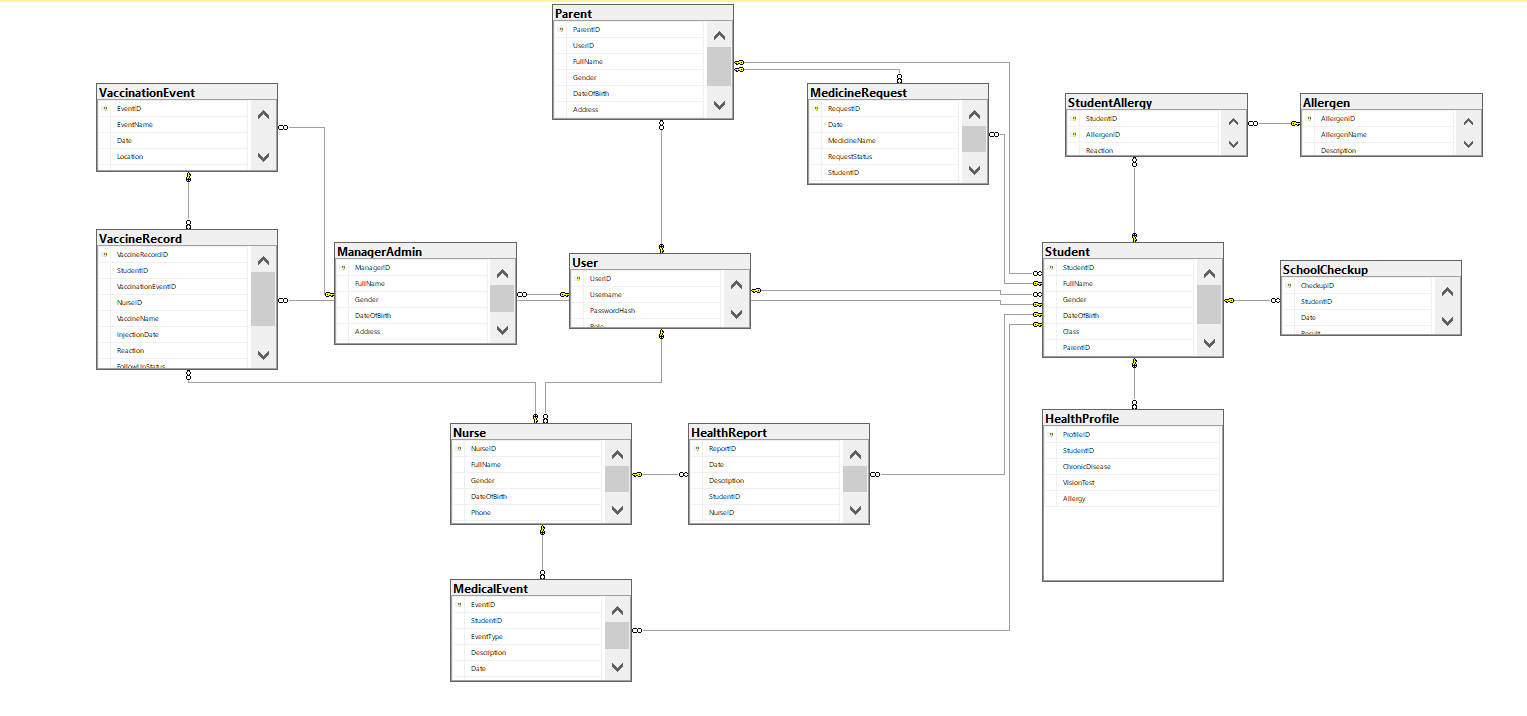 Parent
ParentID
UserID
FullName
Gender
DateOfBirth
Address
VaccinationEvent
EventID
EventName
Date
Location
MedicineRequest
RequestID
Date
MedicineName
RequestStatus
StudentID
StudentAllergy
StudentID
AllergenID
Reaction
Allergen
AllergenID
AllergenName
Description
VaccineRecord
VaccineRecordID
StudentID
VaccinationEventID
NurseID
VaccineName
InjectionDate
Reaction
FollowUpStatus
ManagerAdmin
ManagerID
FullName
Gender
DateOfBirth
Address
User
UserID
Username
PasswordHash
Role
Student
StudentID
FullName
Gender
DateOfBirth
Class
ParentID
SchoolCheckup
CheckupID
StudentID
Date
Result
Nurse
NurseID
FullName
Gender
DateOfBirth
Phone
HealthReport
ReportID
Date
Description
StudentID
NurseID
HealthProfile
ProfileID
StudentID
ChronicDisease
VisionTest
Allergy
MedicalEvent
EventID
StudentID
EventType
Description
Date